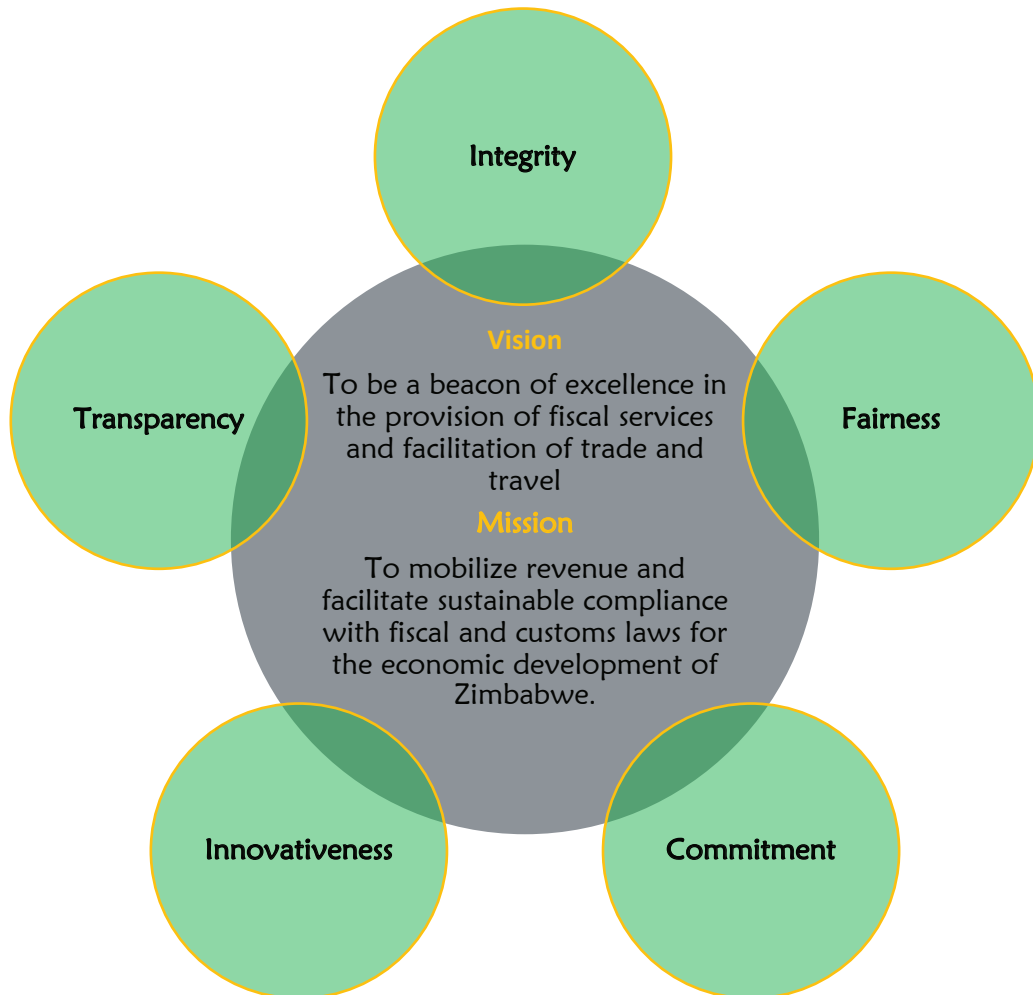 Integrity
Transparency
Fairness
Vision
To be a beacon of excellence in
the provision of fiscal services
and facilitation of trade and
travel
Mission
To mobilize revenue and
facilitate sustainable compliance
with fiscal and customs laws for
the economic development of
Zimbabwe.
Innovativeness
Commitment